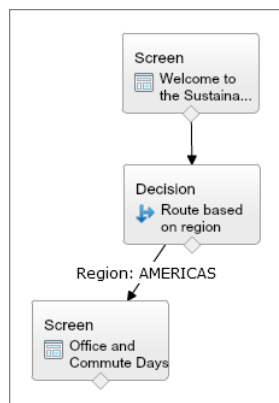 Screen
Welcome to
the Sustaina...
Decision
Route based
on region
Region: AMERICAS
Screen
Office and
Commute Days